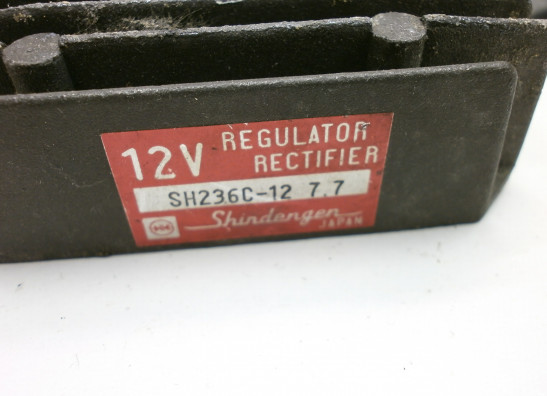 12V REGULATOR
RECTIFIER
SH236C-12 7.7
Shindengen
JAPAN